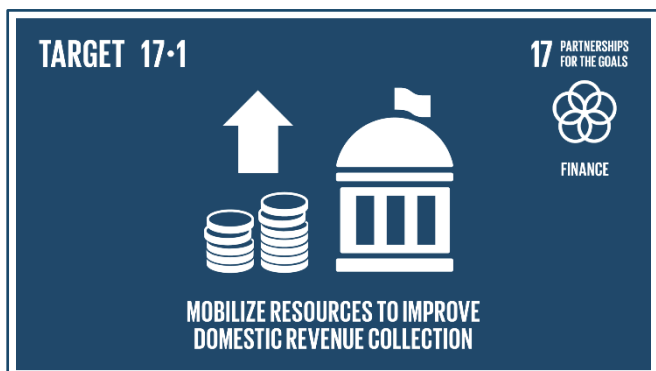 TARGET 17·1
17 PARTNERSHIPS
FOR THE GOALS
FINANCE
MOBILIZE RESOURCES TO IMPROVE
DOMESTIC REVENUE COLLECTION